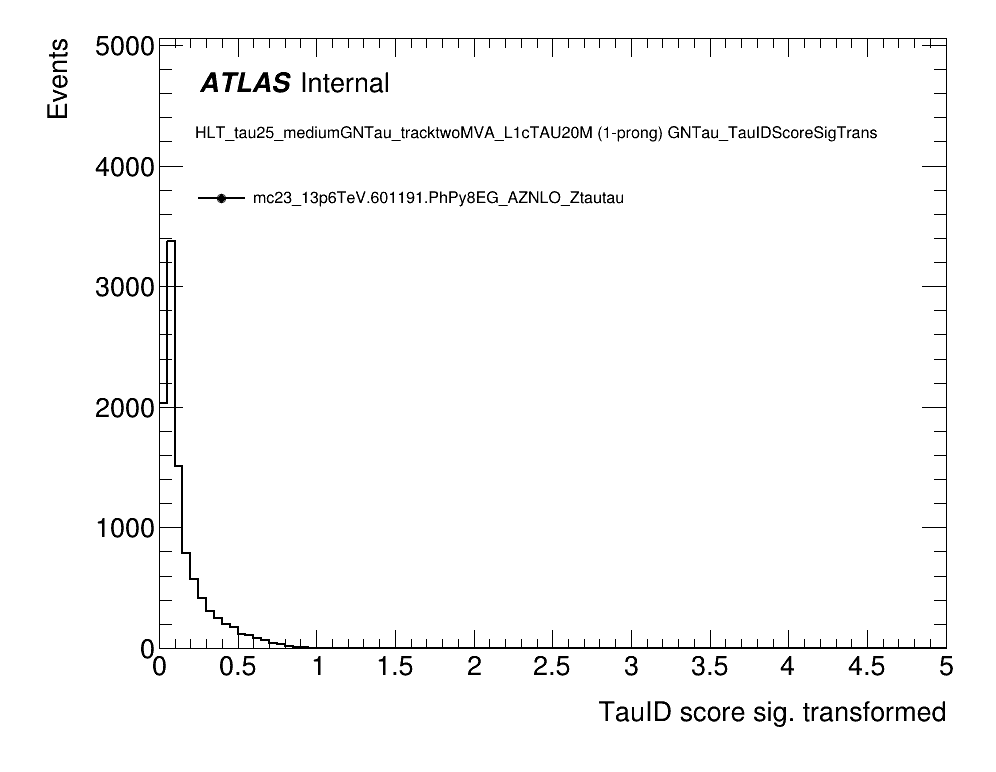 Events
5000
ATLAS Internal
HLT_tau25_mediumGNTau_tracktwoMVA_L1cTAU20M (1-prong) GNTau_TauIDScoreSigTrans
4000
mc23_13p6TeV.601191.PhPy8EG_AZNLO_Ztautau
3000
2000
1000
0
0 0.5 1 1.5 2 2.5 3 3.5 4 4.5 5
TauID score sig. transformed